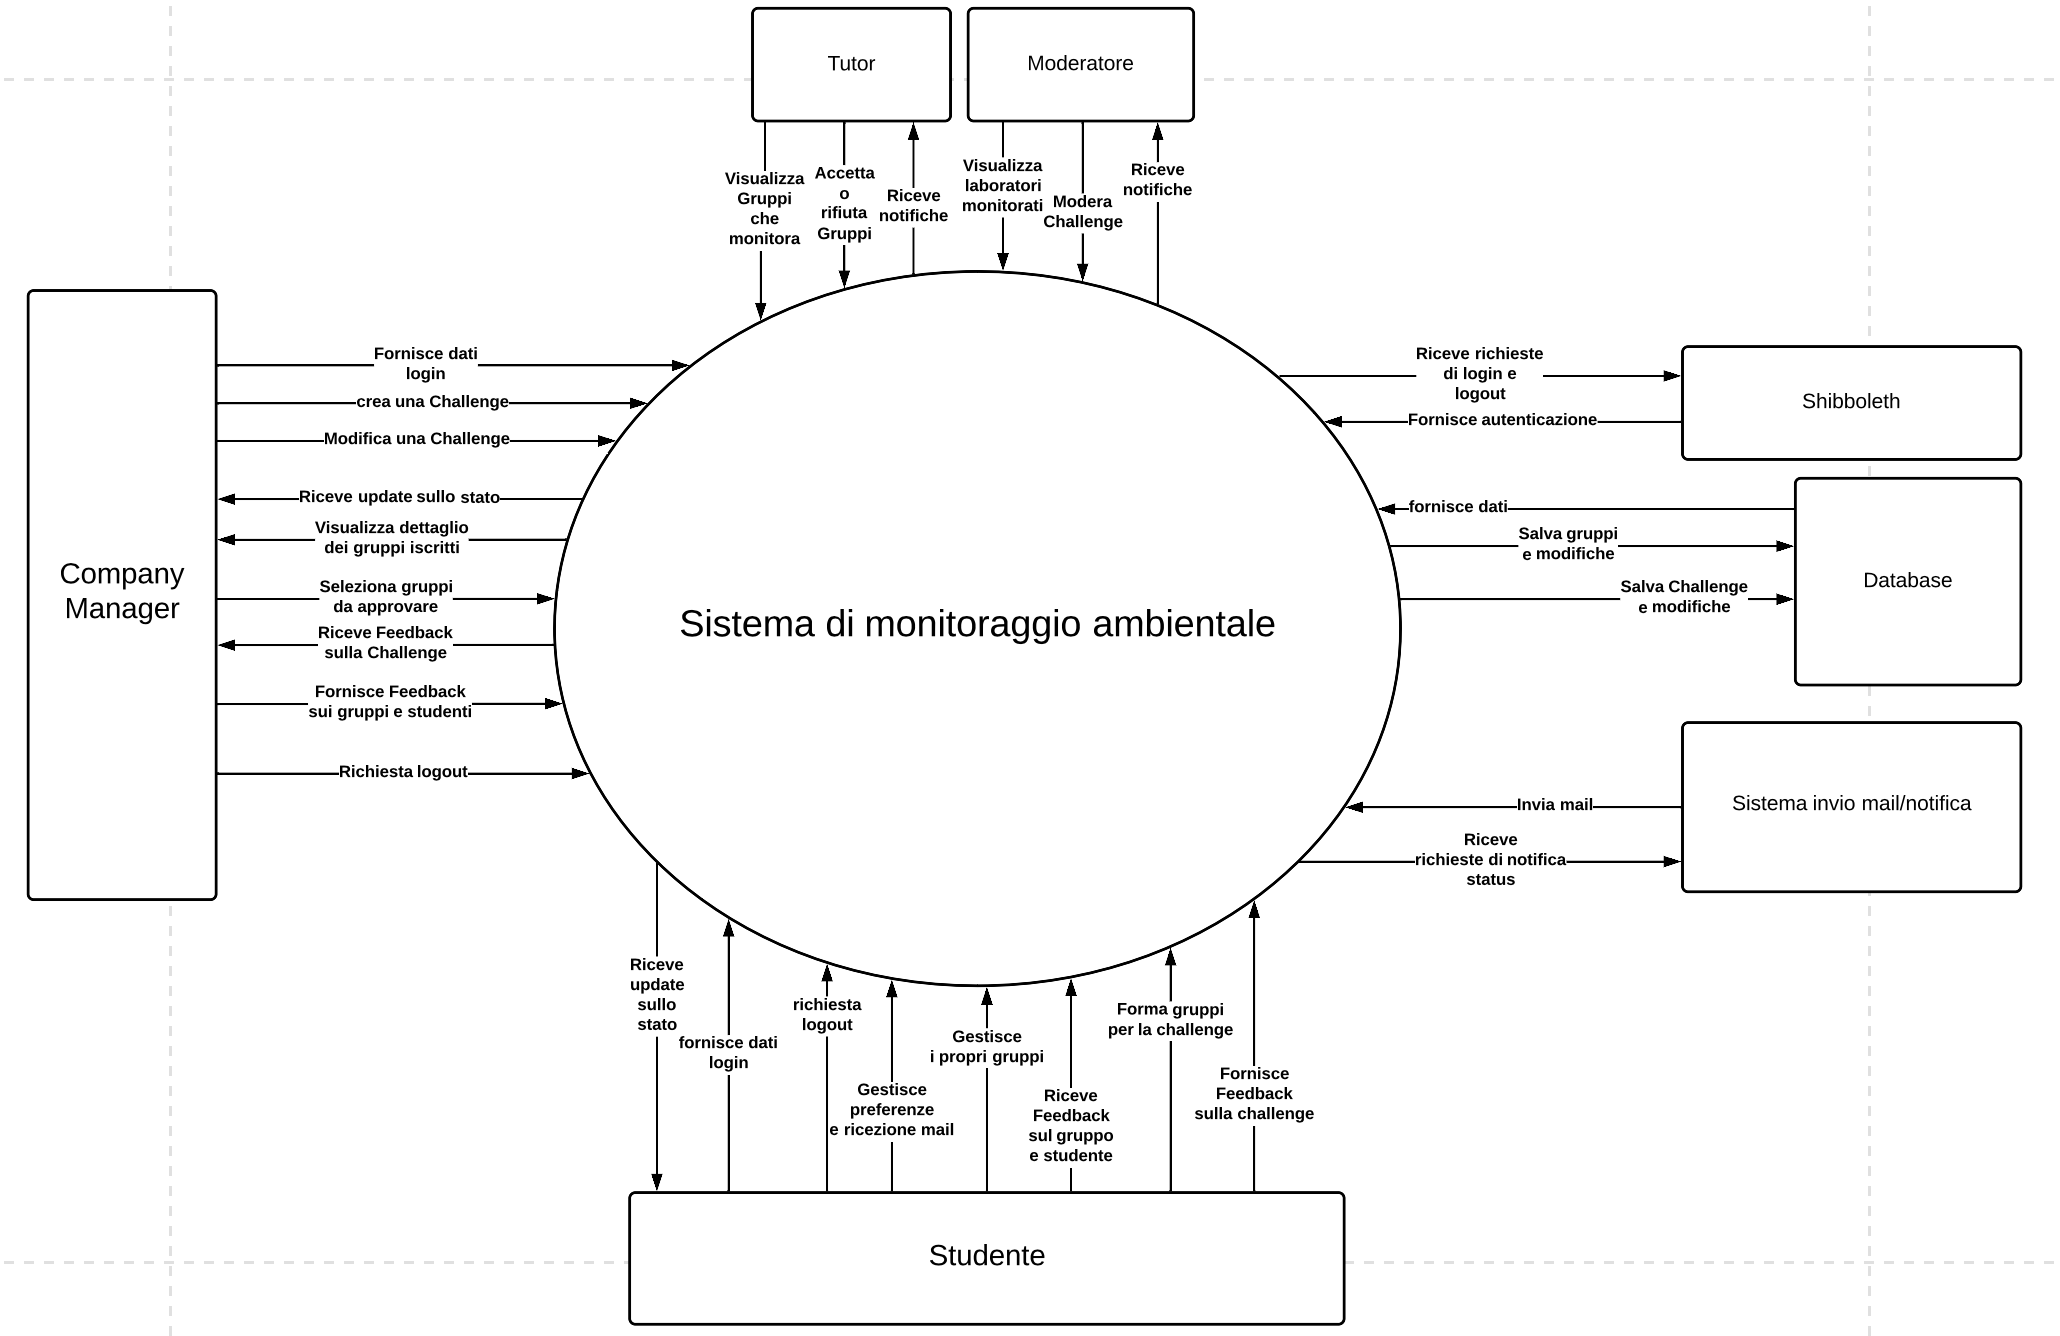 Tutor
Moderatore
Visualizza
Gruppi
che
monitora
Accetta
o
rifiuta
Gruppi
Riceve
notifiche
Visualizza
laboratori
monitorati
Modera
Challenge
Riceve
notifiche
Company
Manager
Fornisce dati
login
crea una Challenge
Modifica una Challenge
Riceve update sullo stato
Visualizza dettaglio
dei gruppi iscritti
Seleziona gruppi
da approvare
Riceve Feedback
sulla Challenge
Fornisce Feedback
sui gruppi e studenti
Richiesta logout
Sistema di monitoraggio ambientale
Riceve richieste
di login e
logout
Fornisce autenticazione
Shibboleth
fornisce dati
Salva gruppi
e modifiche
Salva Challenge
e modifiche
Database
Invia mail
Riceve
richieste di notifica
status
Sistema invio mail/notifica
Riceve
update
sullo
stato
fornisce dati
login
richiesta
logout
Gestisce
preferenze
e ricezione mail
Gestisce
i propri gruppi
Riceve
Feedback
sul gruppo
e studente
Forma gruppi
per la challenge
Fornisce
Feedback
sulla challenge
Studente